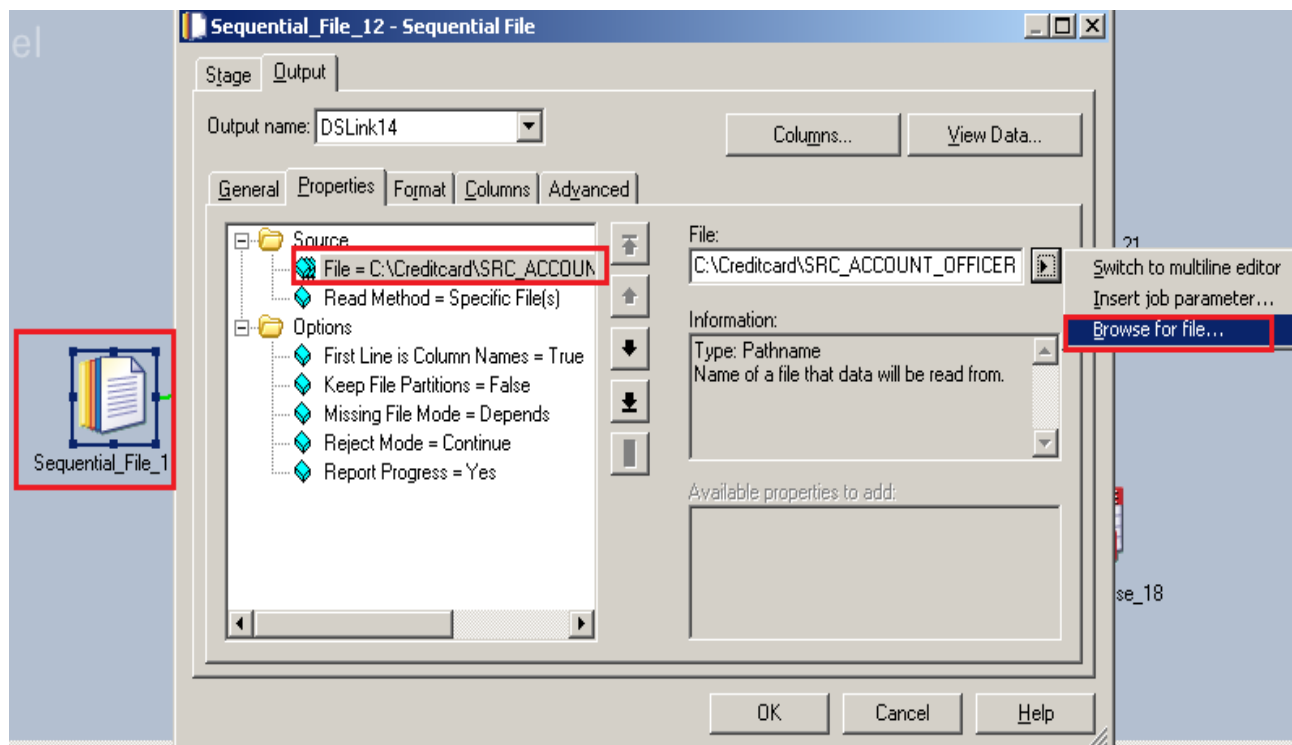 el
Sequential_File_12 - Sequential File
Stage Output
Output name: DSLink14
Columns... View Data...
General Properties Format Columns Advanced
Source
File = C:\Creditcard\SRC_ACCOUN
Read Method = Specific File(s)
Options
First Line is Column Names = True
Keep File Partitions = False
Missing File Mode = Depends
Reject Mode = Continue
Report Progress = Yes
File:
C:\Creditcard\SRC_ACCOUNT_OFFICER
Information:
Type: Pathname
Name of a file that data will be read from.
Available properties to add:
OK Cancel Help
21
Switch to multiline editor
Insert job parameter...
Browse for file...
Sequential_File_1
se_18